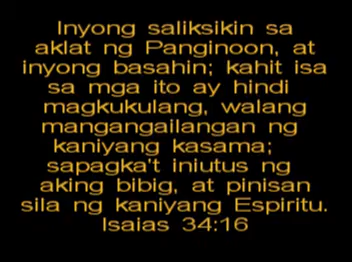 Inyong saliksikin sa
aklat ng Panginoon, at
inyong basahin; kahit isa
sa mga ito ay hindi
magkukulang, walang
mangangailangan ng
kaniyang kasama;
sapagka't iniutus ng
aking bibig, at pinisan
sila ng kaniyang Espiritu.
Isaias 34:16